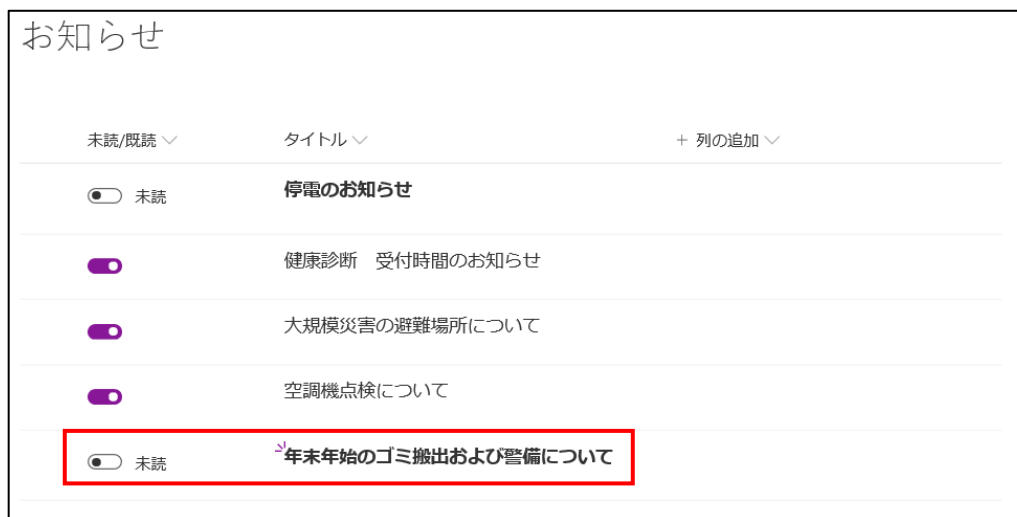 お知らせ
未読/既読 タイトル + 列の追加
未読 停電のお知らせ
健康診断　受付時間のお知らせ
大規模災害の避難場所について
空調機点検について
未読 年末年始のゴミ搬出および警備について